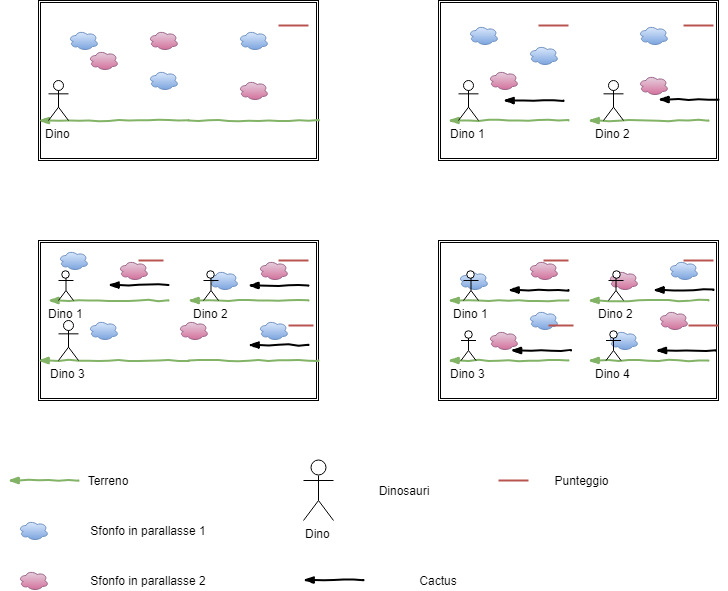 Dino
Dino 1
Dino 2
Dino 1
Dino 2
Dino 3
Dino 1
Dino 2
Dino 3
Dino 4
Terreno
Dinosauri
Punteggio
Sfonfo in parallasse 1
Dino
Sfonfo in parallasse 2
Cactus